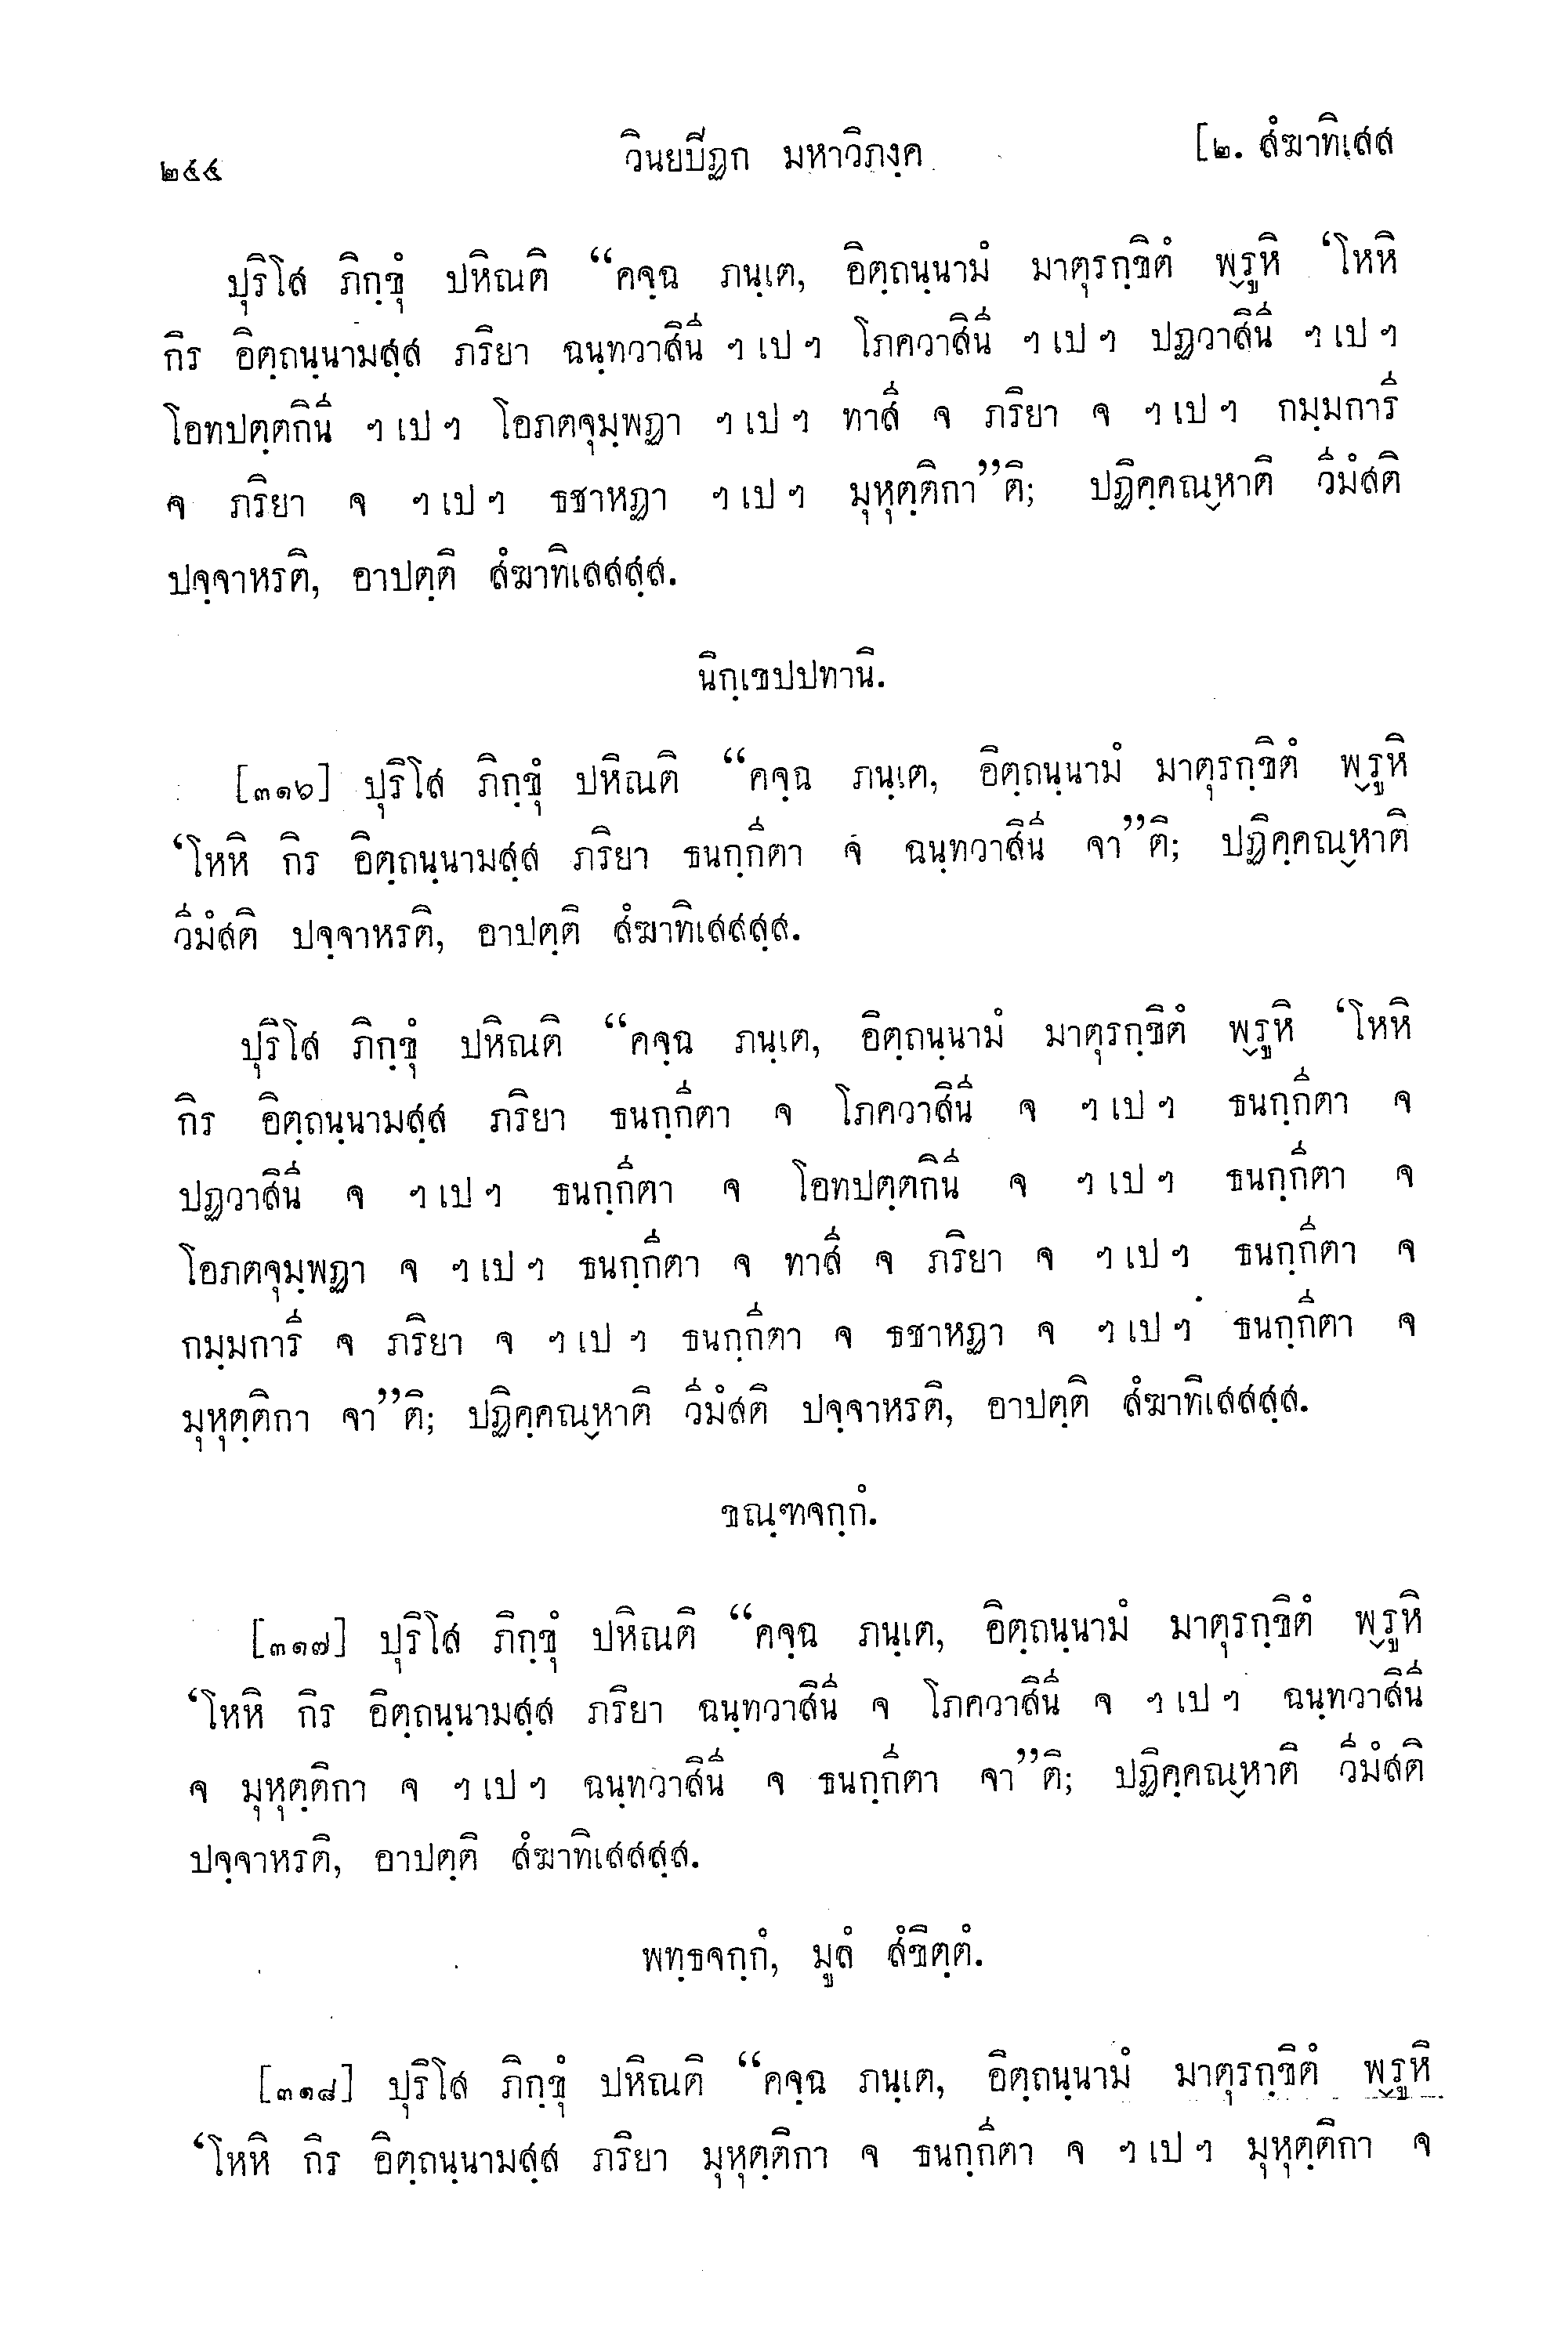 ๒๔๕ วินยปิฏก มหาวิภงฺค [๒. สํฆาทิเสส
ปุริโส ภิกฺขุํ ปหิณติ “คจฺฉ ภนฺเต, อิตฺถนฺนามํ มาตุรกฺขิตํ พฺรูหิ ‘โหหิ
กิร อิตฺถนฺนามสฺส ภริยา ฉนฺทวาสินี ฯ เป ฯ โภควาสินี ฯ เป ฯ ปฏวาสินี ฯ เป ฯ
โอทปตฺตกินี ฯ เป ฯ โอภตจุมฺพฏา ฯ เป ฯ ทาสี จ ภริยา จ ฯ เป ฯ กมฺมการี
จ ภริยา จ ฯ เป ฯ ธชาหฏา ฯ เป ฯ มุหุตฺติกา”ติ; ปฏิคฺคณฺหาติ วีมํสติ
ปจฺจาหรติ, อาปตฺติ สํฆาทิเสสสฺส.
นิกฺเขปปทานิ.
[๓๑๖] ปุริโส ภิกฺขุํ ปหิณติ “คจฺฉ ภนฺเต, อิตฺถนฺนามํ มาตุรกฺขิตํ พฺรูหิ
‘โหหิ กิร อิตฺถนฺนามสฺส ภริยา ธนกฺกีตา จ ฉนฺทวาสินี จา”ติ; ปฏิคฺคณฺหาติ
วีมํสติ ปจฺจาหรติ, อาปตฺติ สํฆาทิเสสสฺส.
ปุริโส ภิกฺขุํ ปหิณติ “คจฺฉ ภนฺเต, อิตฺถนฺนามํ มาตุรกฺขิตํ พฺรูหิ ‘โหหิ
กิร อิตฺถนฺนามสฺส ภริยา ธนกฺกีตา จ โภควาสินี จ ฯ เป ฯ ธนกฺกีตา จ
ปฏวาสินี จ ฯ เป ฯ ธนกฺกีตา จ โอทปตฺตกินี จ ฯ เป ฯ ธนกฺกีตา จ
โอภตจุมฺพฏา จ ฯ เป ฯ ธนกฺกีตา จ ทาสี จ ภริยา จ ฯ เป ฯ ธนกฺกีตา จ
กมฺมการี จ ภริยา จ ฯ เป ฯ ธนกฺกีตา จ ธชาหฏา จ ฯ เป ฯ ธนกฺกีตา จ
มุหุตฺติกา จา”ติ; ปฏิคฺคณฺหาติ วีมํสติ ปจฺจาหรติ, อาปตฺติ สํฆาทิเสสสฺส.
ขณฺฑจกฺกํ.
[๓๑๗] ปุริโส ภิกฺขุํ ปหิณติ “คจฺฉ ภนฺเต, อิตฺถนฺนามํ มาตุรกฺขิตํ พฺรูหิ
‘โหหิ กิร อิตฺถนฺนามสฺส ภริยา ฉนฺทวาสินี จ โภควาสินี จ ฯ เป ฯ ฉนฺทวาสินี
จ มุหุตฺติกา จ ฯ เป ฯ ฉนฺทวาสินี จ ธนกฺกีตา จา”ติ; ปฏิคฺคณฺหาติ วีมํสติ
ปจฺจาหรติ, อาปตฺติ สํฆาทิเสสสฺส.
พทฺธจกฺกํ, มูลํ สํขิตฺตํ.
[๓๑๘] ปุริโส ภิกฺขุํ ปหิณติ “คจฺฉ ภนฺเต, อิตฺถนฺนามํ มาตุรกฺขิตํ พฺรูหิ
‘โหหิ กิร อิตฺถนฺนามสฺส ภริยา มุหุตฺติกา จ ธนกฺกีตา จ ฯ เป ฯ มุหุตฺติกา จ